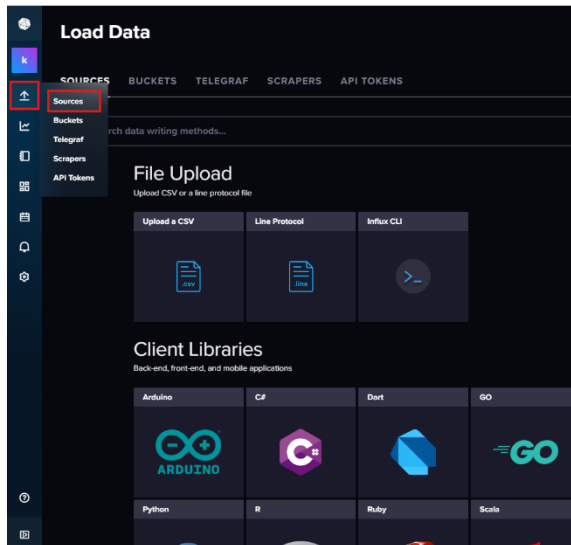 Load Data
k
SOURCES BUCKETS TELEGRAF SCRAPERS API TOKENS
Sources
Buckets
Telegraf
Scrapers
API Tokens
rch data writing methods...
File Upload
Upload CSV or a line protocol file
Upload a CSV Line Protocol Influx CLI
.csv .line >_
Client Libraries
Back-end, front-end, and mobile applications
Arduino C# Dart GO
ARDUINO C# GO
Python R Ruby Scala